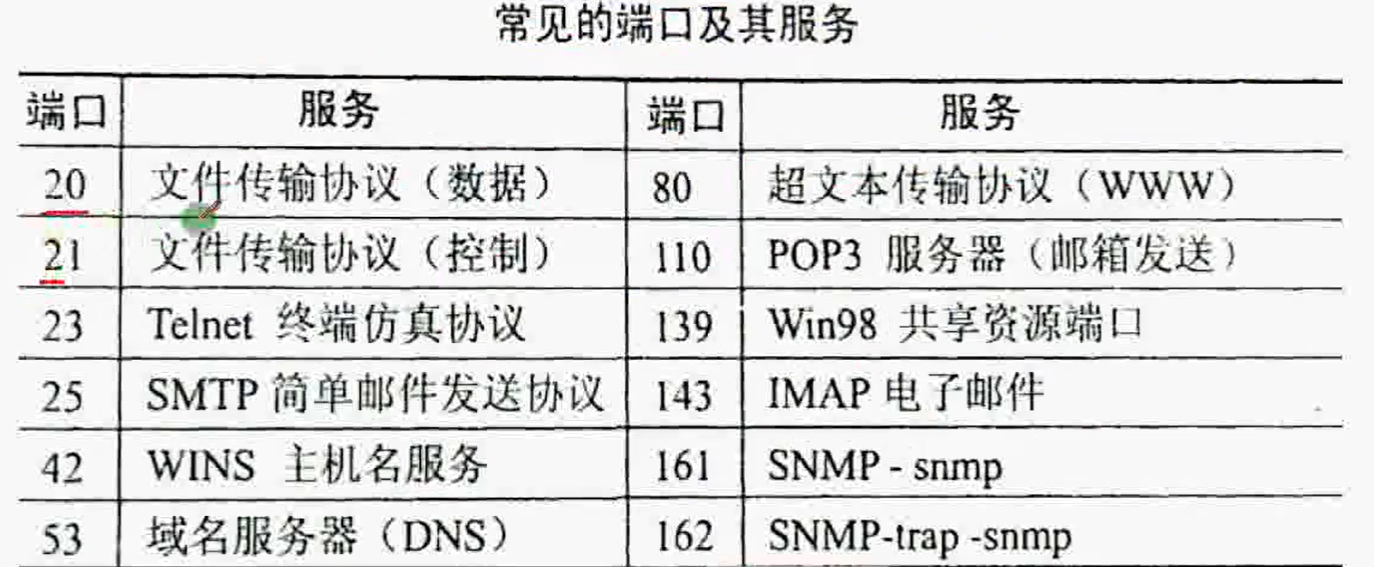 常见的端口及其服务
端口 服务 端口 服务
20 文件传输协议（数据） 80 超文本传输协议（WWW）
21 文件传输协议（控制） 110 POP3 服务器（邮箱发送）
23 Telnet 终端仿真协议 139 Win98 共享资源端口
25 SMTP 简单邮件发送协议 143 IMAP 电子邮件
42 WINS 主机名服务 161 SNMP - snmp
53 域名服务器（DNS） 162 SNMP-trap -snmp